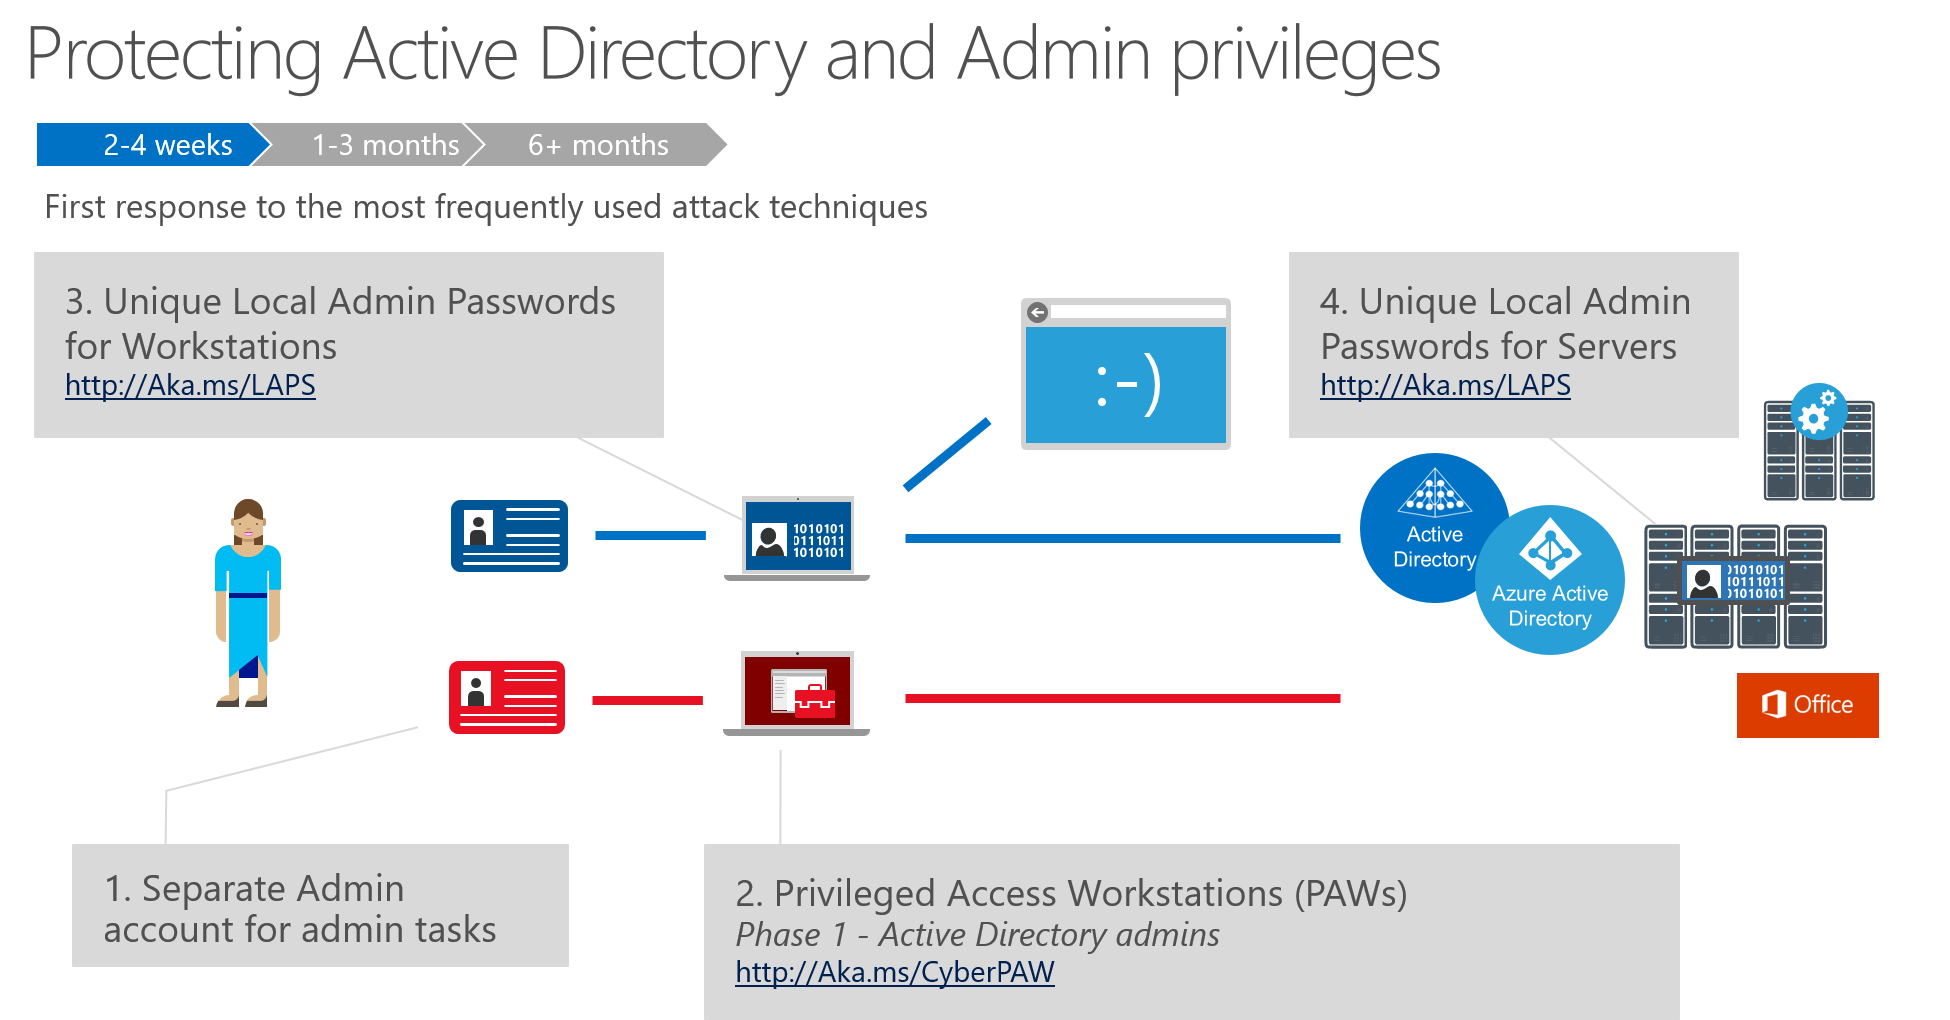 Protecting Active Directory and Admin privileges
2-4 weeks
1-3 months
6+ months
First response to the most frequently used attack techniques
3. Unique Local Admin Passwords
for Workstations
http://Aka.ms/LAPS
:-)
4. Unique Local Admin
Passwords for Servers
http://Aka.ms/LAPS
1010101
0111011
1010101
Active
Directory
Azure Active
Directory
1010101
10111011
01010101
Office
1. Separate Admin
account for admin tasks
2. Privileged Access Workstations (PAWs)
Phase 1 - Active Directory admins
http://Aka.ms/CyberPAW